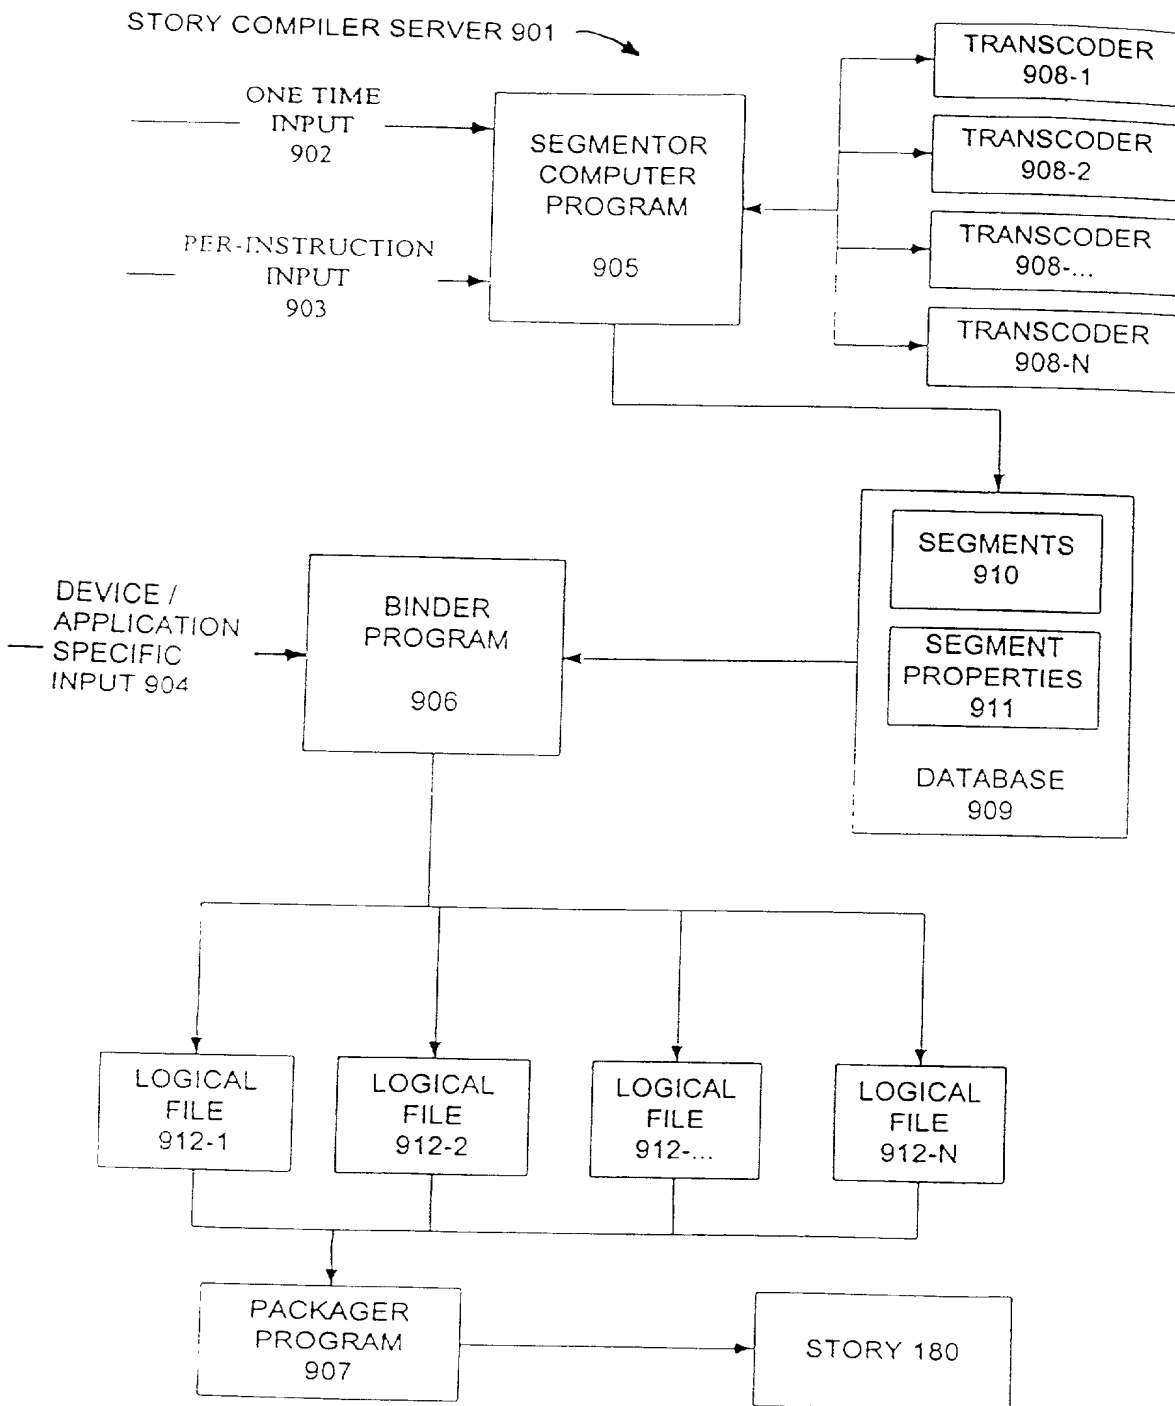 STORY COMPILER SERVER 901
ONE TIME
INPUT
902
PER-INSTRUCTION
INPUT
903
SEGMENTOR
COMPUTER
PROGRAM
905
TRANSCODER
908-1
TRANSCODER
908-2
TRANSCODER
908-...
TRANSCODER
908-N
DEVICE /
APPLICATION
SPECIFIC
INPUT 904
BINDER
PROGRAM
906
SEGMENTS
910
SEGMENT
PROPERTIES
911
DATABASE
909
LOGICAL
FILE
912-1
LOGICAL
FILE
912-2
LOGICAL
FILE
912-...
LOGICAL
FILE
912-N
PACKAGER
PROGRAM
907
STORY 180